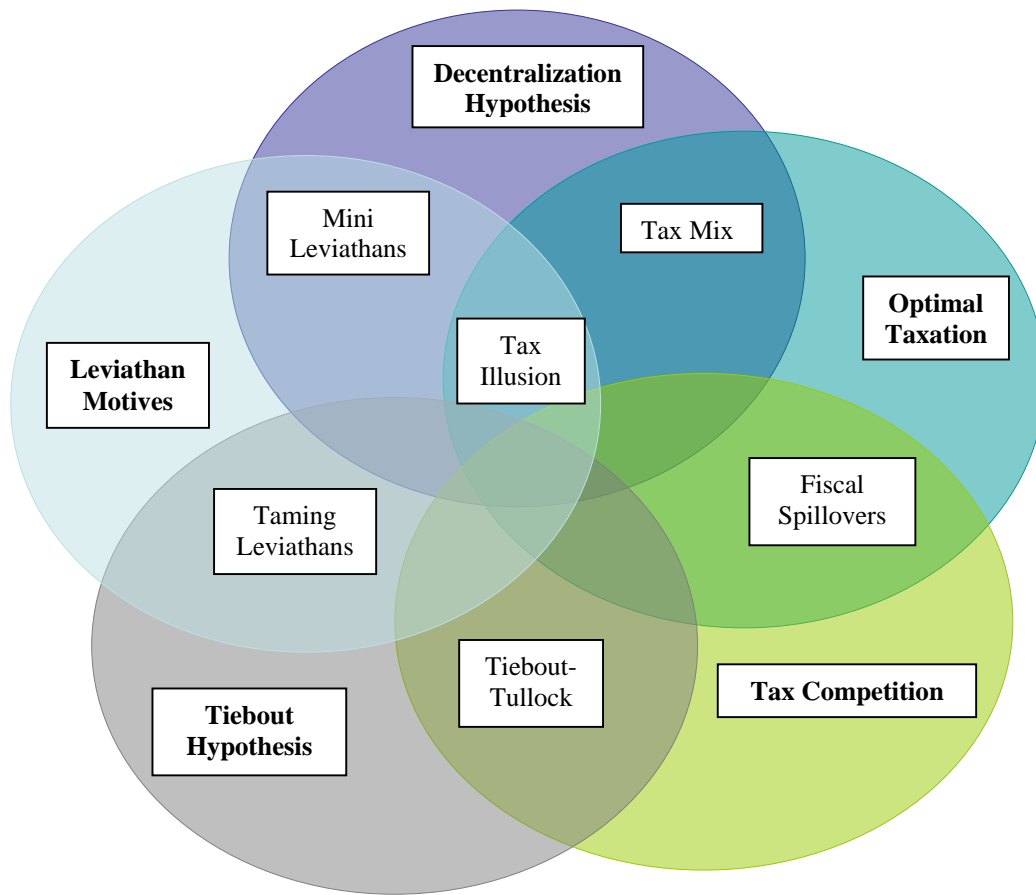 Decentralization
Hypothesis
Mini
Leviathans
Tax Mix
Optimal
Taxation
Tax
Illusion
Leviathan
Motives
Fiscal
Spillovers
Taming
Leviathans
Tiebout-
Tullock
Tax Competition
Tiebout
Hypothesis